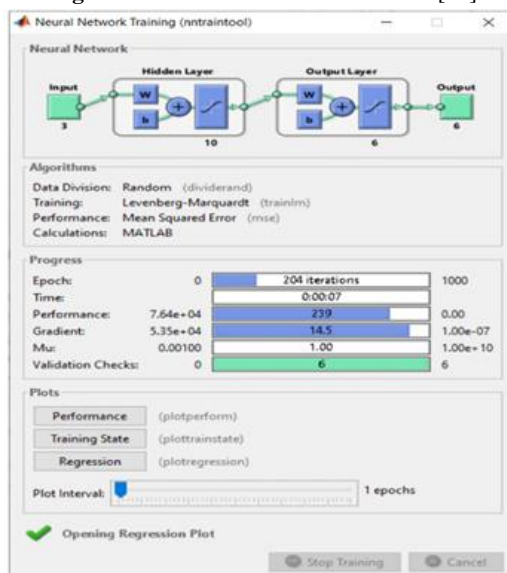 Neural Network Training (nntraintool)
Neural Network
Hidden Layer Output Layer
Input Output
W W
+ +
b b
3 6
10 6
Algorithms
Data Division: Random (dividerand)
Training: Levenberg-Marquardt (trainlm)
Performance: Mean Squared Error (mse)
Calculations: MATLAB
Progress
Epoch: 0 204 iterations 1000
Time: 0:00:07
Performance: 7.64e+04 239 0.00
Gradient: 5.35e+04 14.5 1.00e-07
Mu: 0.00100 1.00 1.00e+10
Validation Checks: 0 6 6
Plots
Performance (plotperform)
Training State (plottrainstate)
Regression (plotregression)
Plot Interval: 1 epochs
Opening Regression Plot
Stop Training Cancel